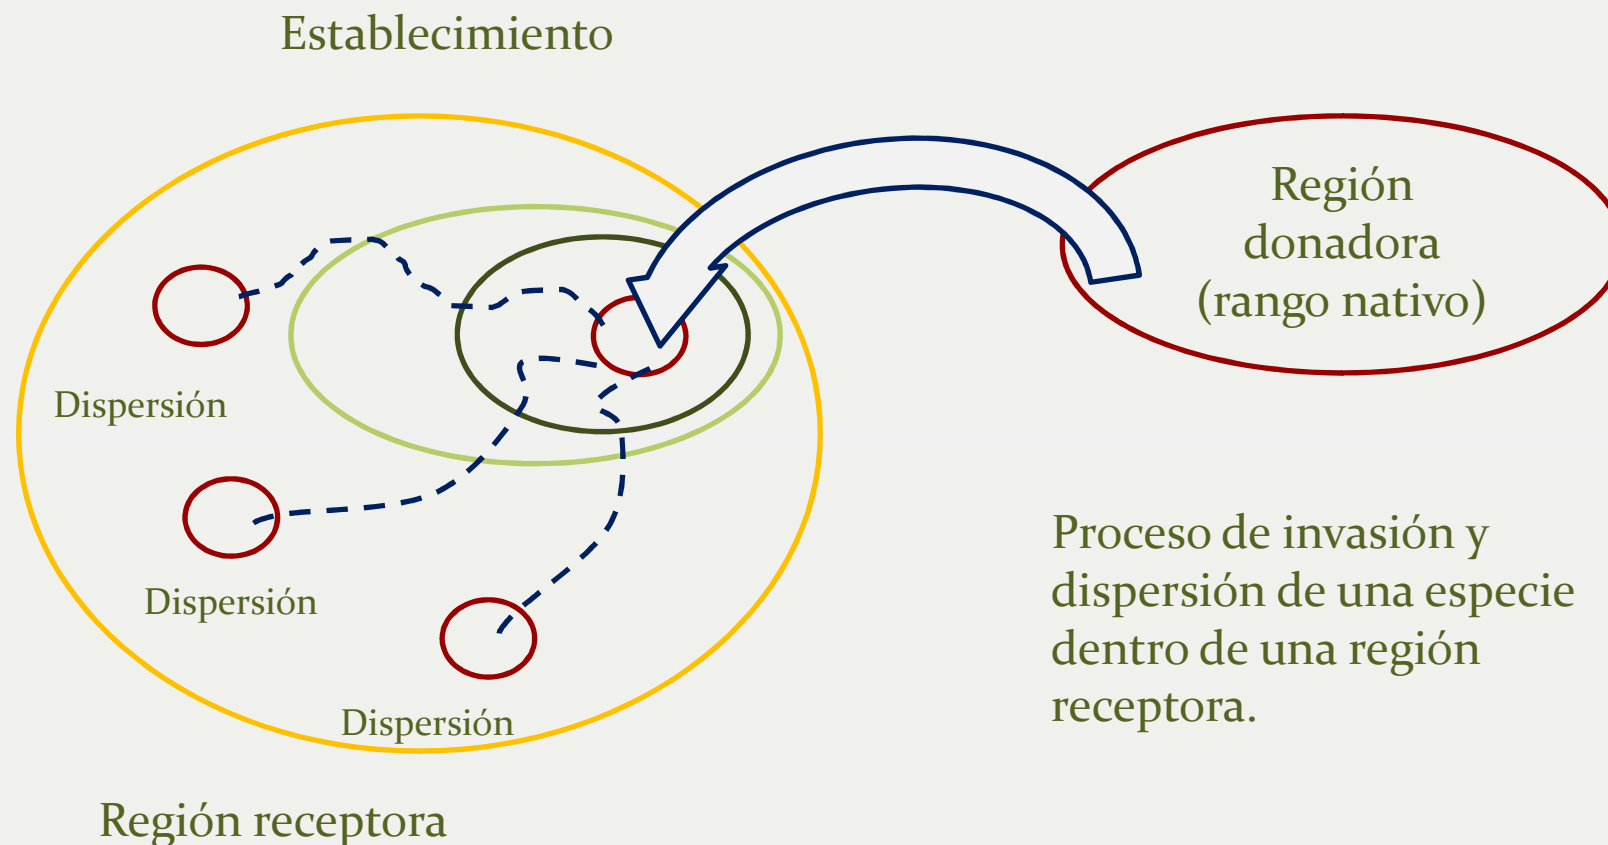 Establecimiento
Región
donadora
(rango nativo)
Dispersión
Dispersión
Dispersión
Proceso de invasión y
dispersión de una especie
dentro de una región
receptora.
Región receptora